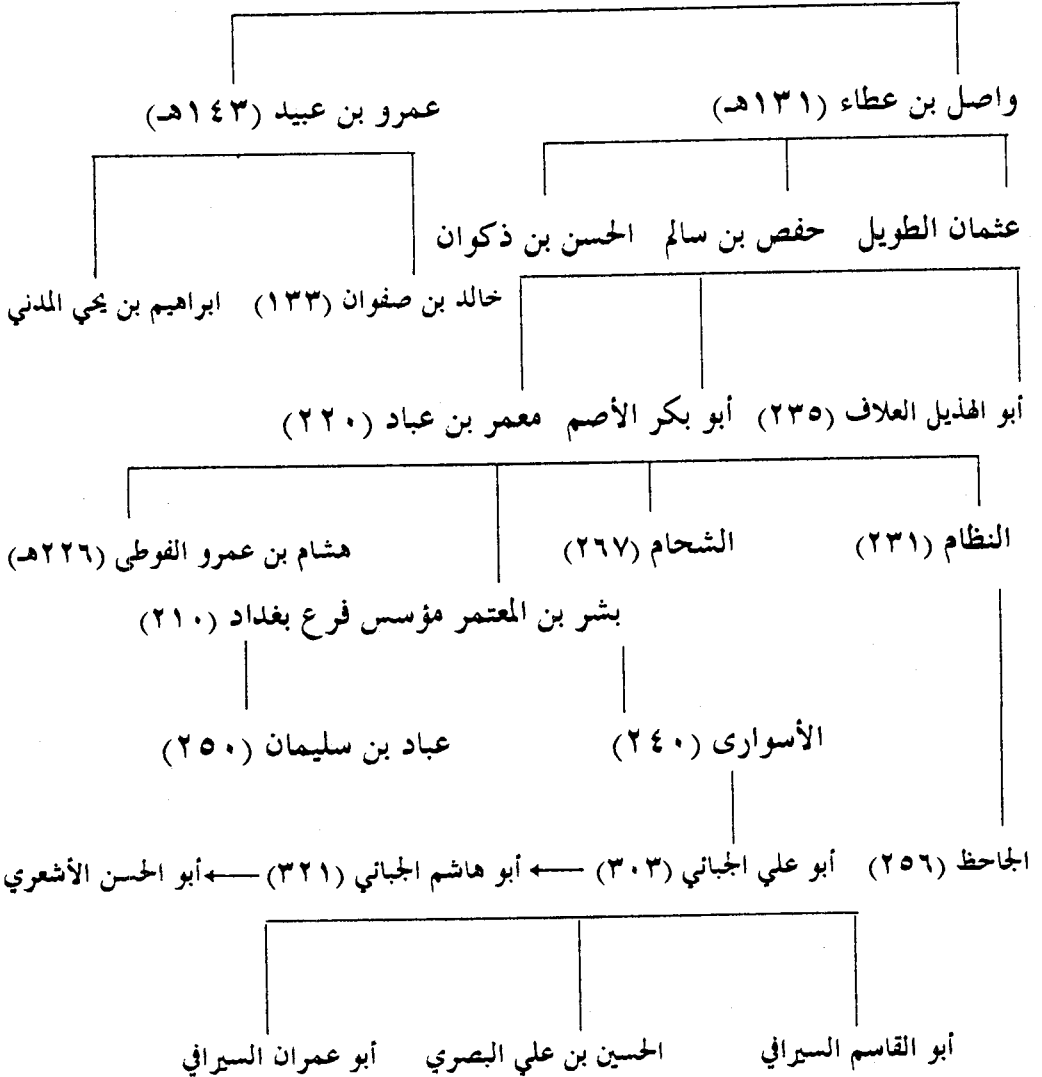 واصل بن عطاء (١٣١هـ) عمرو بن عبيد (١٤٣هـ)
عثمان الطويل حفص بن سالم الحسن بن ذكوان
خالد بن صفوان (١٣٣) ابراهيم بن يحي المدني
أبو الهذيل العلاف (٢٣٥) أبو بكر الأصم معمر بن عباد (٢٢٠)
النظام (٢٣١) الشحام (٢٦٧) هشام بن عمرو الفوطى (٢٢٦هـ)
بشر بن المعتمر مؤسس فرع بغداد (٢١٠)
الأسوارى (٢٤٠) عباد بن سليمان (٢٥٠)
الجاحظ (٢٥٦) أبو علي الجبائي (٣٠٣) ← أبو هاشم الجبائي (٣٢١) ← أبو الحسن الأشعري
أبو القاسم السيرافي الحسين بن علي البصري أبو عمران السيرافي